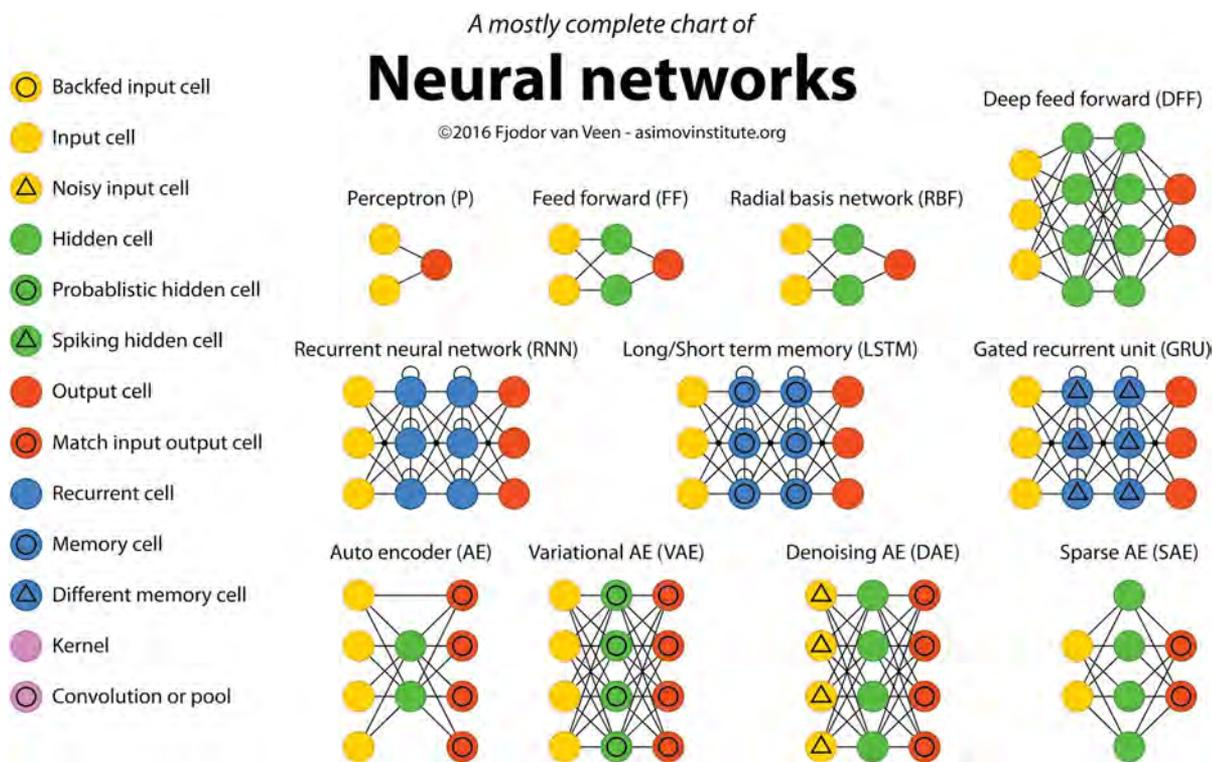 A mostly complete chart of
Neural networks
©2016 Fjodor van Veen - asimovinstitute.org
Backfed input cell
Input cell
Noisy input cell
Hidden cell
Probablistic hidden cell
Spiking hidden cell
Output cell
Match input output cell
Recurrent cell
Memory cell
Different memory cell
Kernel
Convolution or pool
Deep feed forward (DFF)
Perceptron (P)
Feed forward (FF)
Radial basis network (RBF)
Recurrent neural network (RNN)
Long/Short term memory (LSTM)
Gated recurrent unit (GRU)
Auto encoder (AE)
Variational AE (VAE)
Denoising AE (DAE)
Sparse AE (SAE)